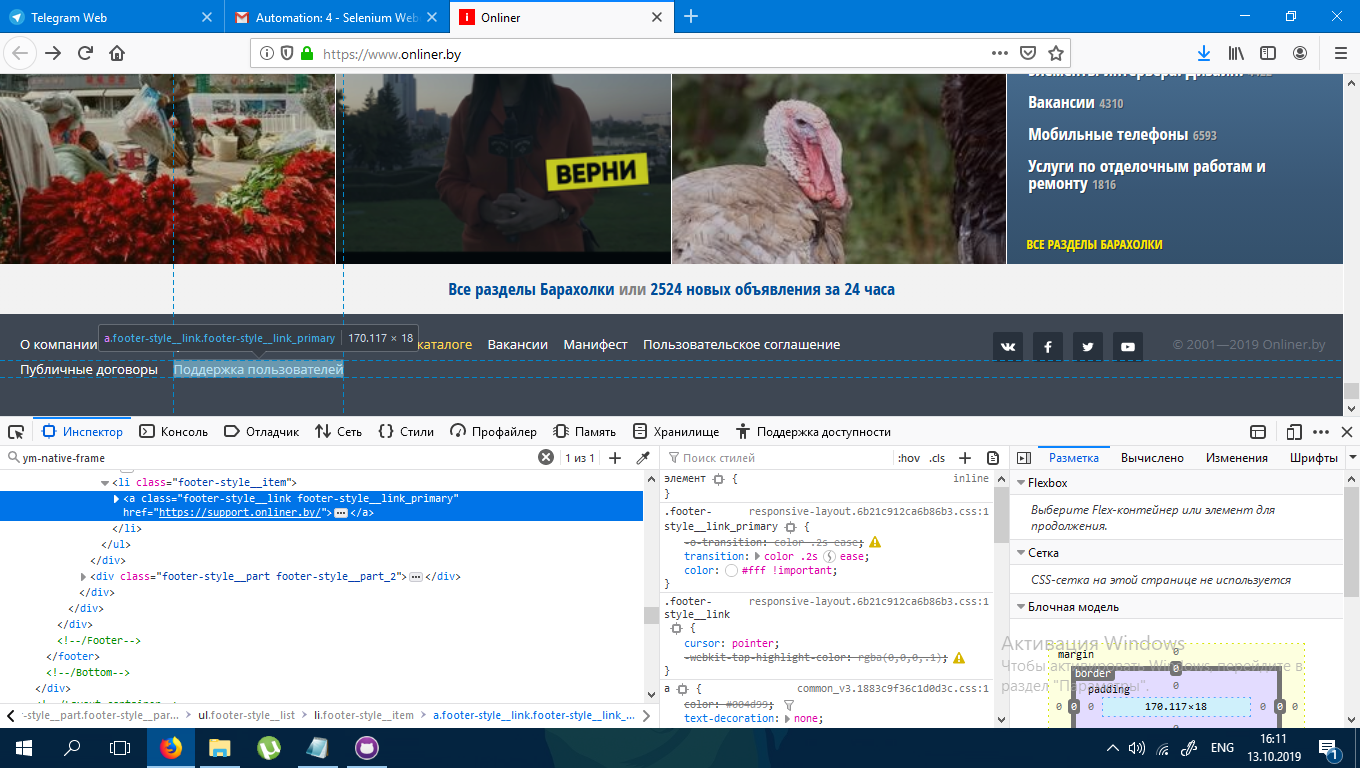 Telegram Web
Automation: 4 - Selenium Web
Onliner
https://www.onliner.by
ВЕРНИ
Элементы интерьера, дизайн 1122
Вакансии 4310
Мобильные телефоны 6593
Услуги по отделочным работам и
ремонту 1816
ВСЕ РАЗДЕЛЫ БАРАХОЛКИ
Все разделы Барахолки или 2524 новых объявления за 24 часа
a.footer-style__link.footer-style__link_primary 170.117 × 18
О компании
каталоге Вакансии Манифест Пользовательское соглашение
© 2001—2019 Onliner.by
Публичные договоры Поддержка пользователей
Инспектор Консоль Отладчик Сеть Стили Профайлер Память Хранилище Поддержка доступности
ym-native-frame 1 из 1
<li class="footer-style__item">
<a class="footer-style__link footer-style__link_primary"
href="https://support.onliner.by/"></a>
</li>
</ul>
</div>
<div class="footer-style__part footer-style__part_2"></div>
</div>
</div>
</div>
<!--/Footer-->
</footer>
<!--/Bottom-->
</div>
<!--/Layout container-->
-style__part.footer-style__par... ul.footer-style__list li.footer-style__item a.footer-style__link.footer-style__link_...
Поиск стилей :hov .cls
элемент { inline
}
.footer- responsive-layout.6b21c912ca6b86b3.css:1
style__link_primary {
-o-transition: color .2s ease;
transition: color .2s ease;
color: #fff !important;
}
.footer- responsive-layout.6b21c912ca6b86b3.css:1
style__link
{
cursor: pointer;
-webkit-tap-highlight-color: rgba(0,0,0,.1);
}
a { common_v3.1883c9f36c1d0d3c.css:1
color: #004d99;
text-decoration: none;
Разметка Вычислено Изменения Шрифты
Flexbox
Выберите Flex-контейнер или элемент для
продолжения.
Сетка
CSS-сетка на этой странице не используется
Блочная модель
Активация Windows
Чтобы активировать Windows, перейдите в
раздел "Параметры".
margin 0
border 0
padding 0
0 0 0 170.117×18 0 0 0
ENG
16:11
13.10.2019
1